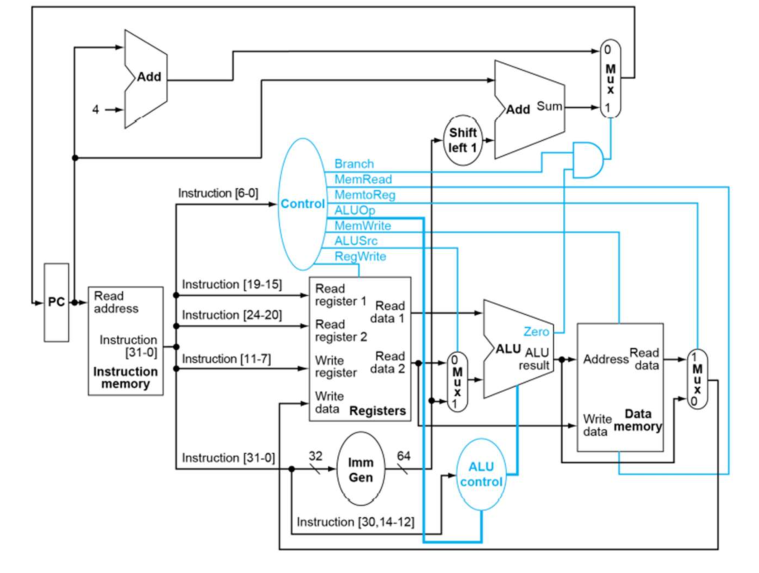 0
M
u
x
1
Add
4
Add Sum
Shift
left 1
Branch
MemRead
MemtoReg
ALUOp
MemWrite
ALUSrc
RegWrite
Control
Instruction [6-0]
PC
Read
address
Instruction
[31-0]
Instruction
memory
Instruction [19-15]
Instruction [24-20]
Instruction [11-7]
Read
register 1
Read
data 1
Read
register 2
Write
register
Read
data 2
Write
data
Registers
0
M
u
x
1
Zero
ALU ALU
result
Address Read
data
Write
data
Data
memory
1
M
u
x
0
Instruction [31-0]
32
Imm
Gen
64
ALU
control
Instruction [30,14-12]